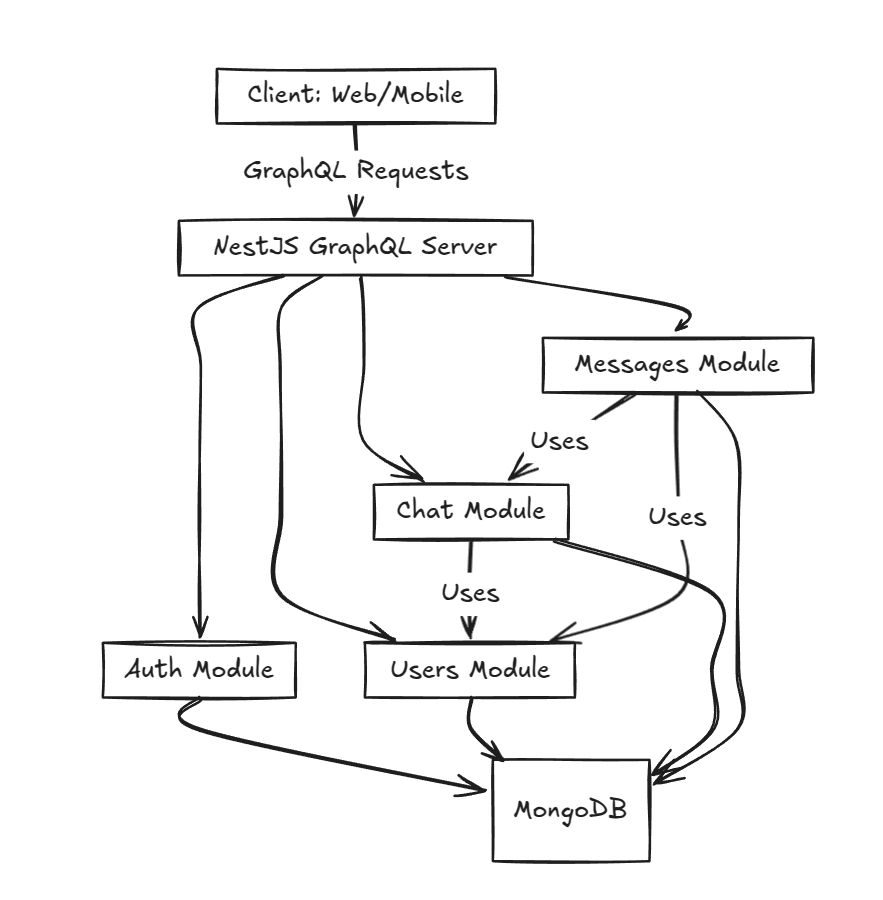 Client: Web/Mobile
GraphQL Requests
NestJS GraphQL Server
Messages Module
Uses
Chat Module
Uses
Uses
Auth Module
Users Module
MongoDB